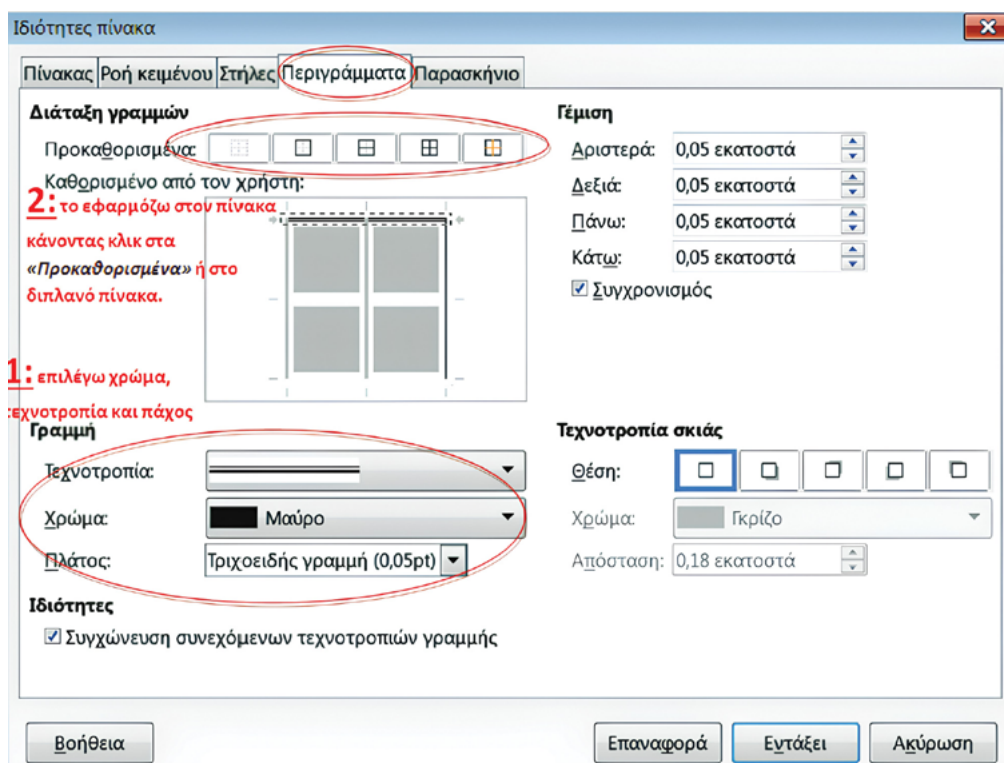 Ιδιότητες πίνακα
Πίνακας Ροή κειμένου Στήλες Περιγράμματα Παρασκήνιο
Διάταξη γραμμών
Προκαθορισμένα:
Καθορισμένο από τον χρήστη:
2: το εφαρμόζω στον πίνακα
κάνοντας κλικ στα
«Προκαθορισμένα» ή στο
διπλανό πίνακα.
1: επιλέγω χρώμα,
τεχνοτροπία και πάχος
Γραμμή
Τεχνοτροπία:
Χρώμα: Μαύρο
Πλάτος: Τριχοειδής γραμμή (0,05pt)
Ιδιότητες
Συγχώνευση συνεχόμενων τεχνοτροπιών γραμμής
Γέμιση
Αριστερά: 0,05 εκατοστά
Δεξιά: 0,05 εκατοστά
Πάνω: 0,05 εκατοστά
Κάτω: 0,05 εκατοστά
Συγχρονισμός
Τεχνοτροπία σκιάς
Θέση:
Χρώμα: Γκρίζο
Απόσταση: 0,18 εκατοστά
Βοήθεια Επαναφορά Εντάξει Ακύρωση